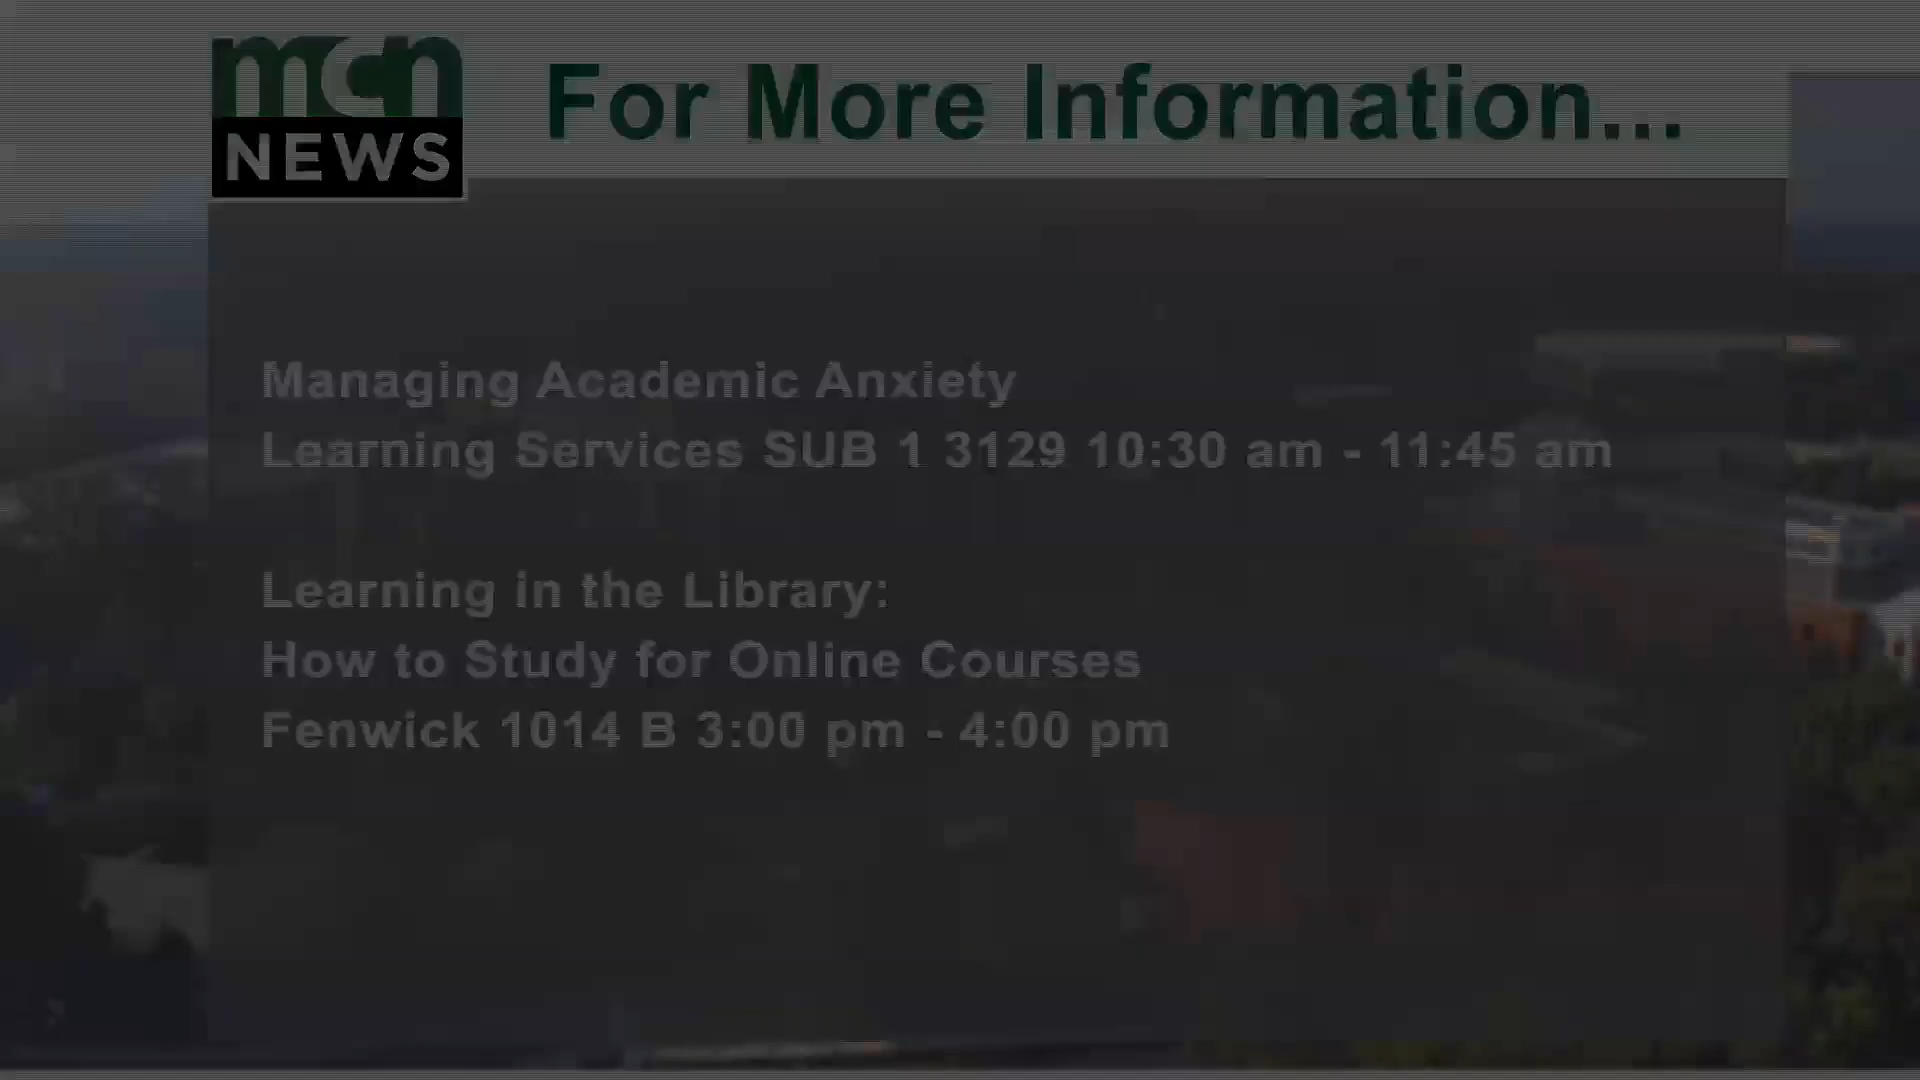 mcn
NEWS
For More Information...
Managing Academic Anxiety
Learning Services SUB 1 3129 10:30 am - 11:45 am
Learning in the Library:
How to Study for Online Courses
Fenwick 1014 B 3:00 pm - 4:00 pm